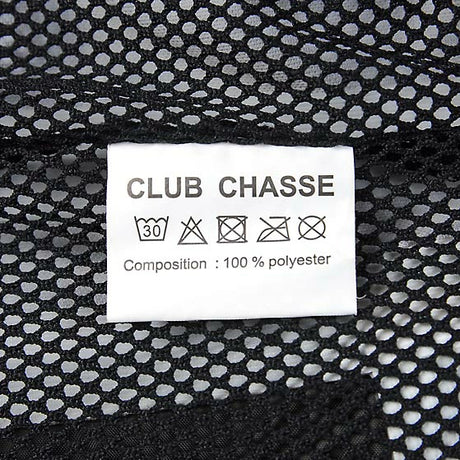 CLUB CHASSE
30
Composition : 100 % polyester